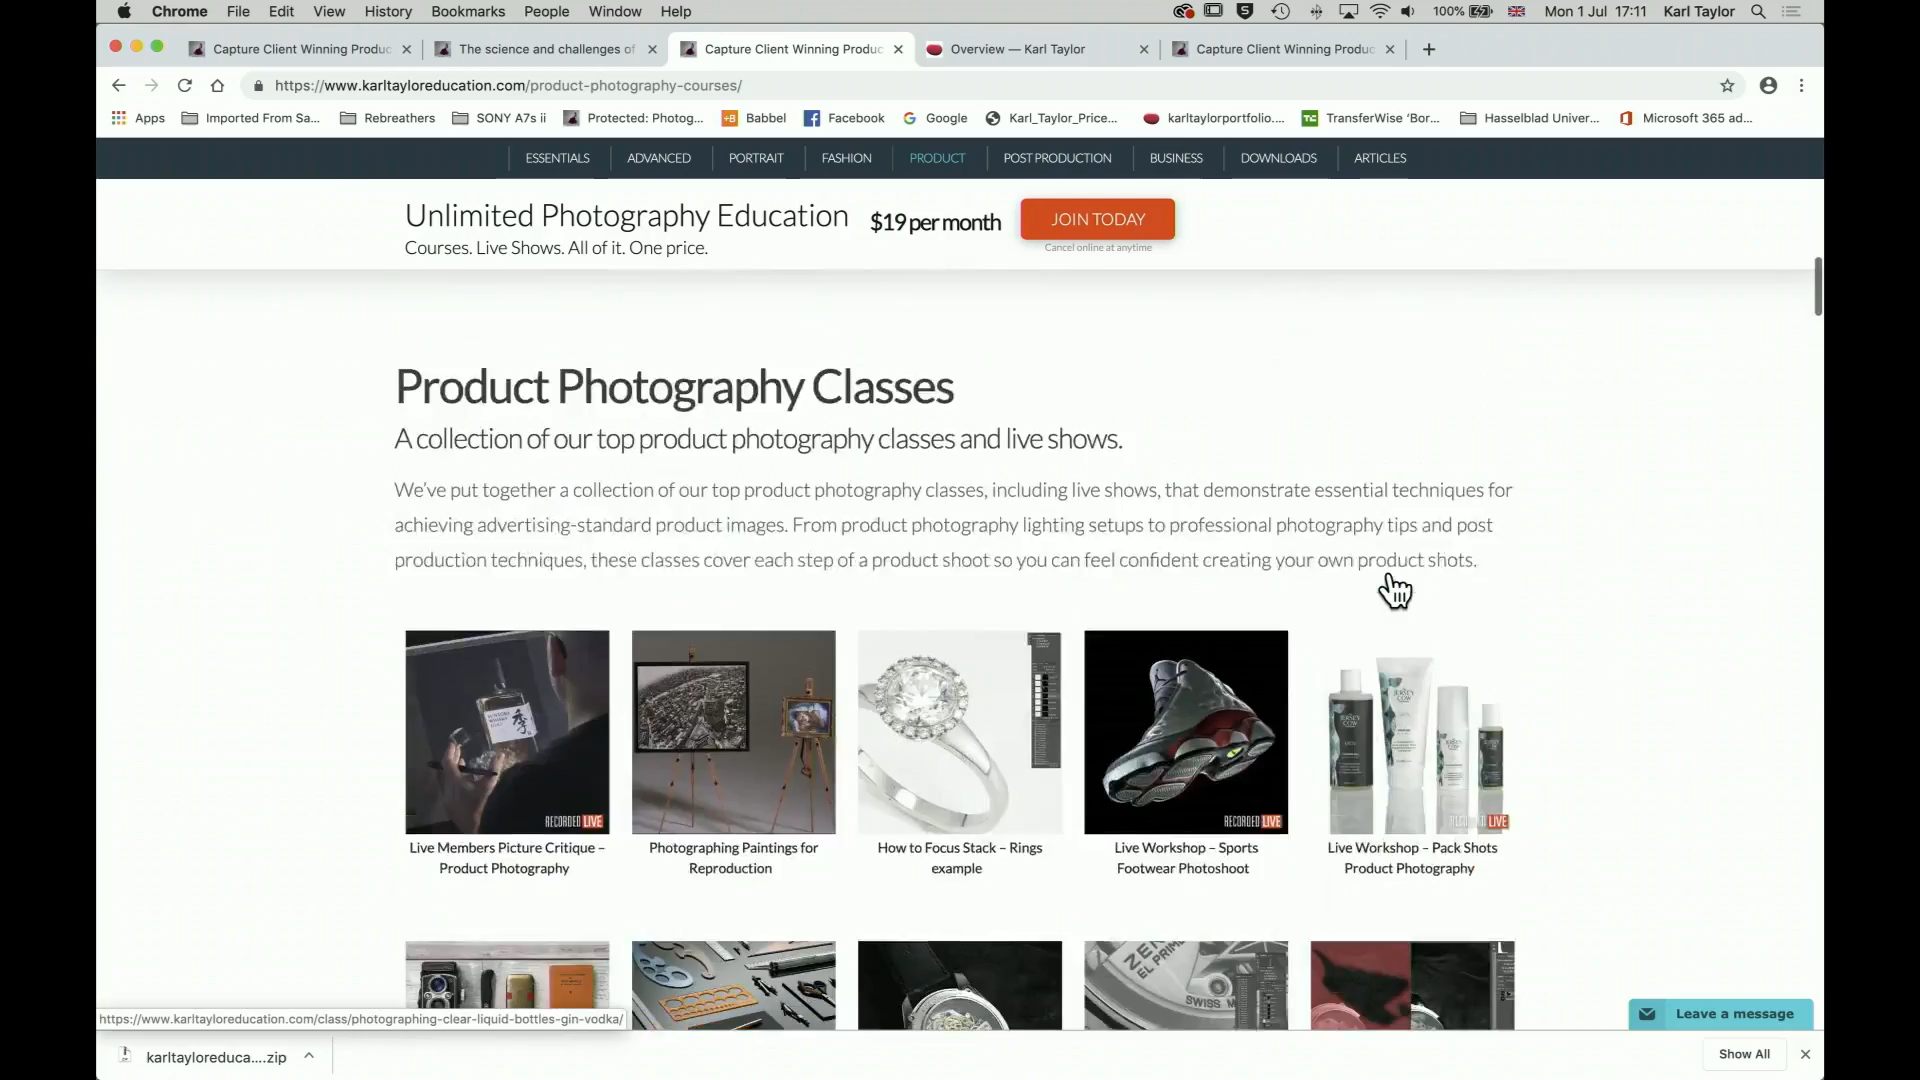 Chrome File Edit View History Bookmarks People Window Help 100% Mon 1 Jul 17:11 Karl Taylor
Capture Client Winning Produc The science and challenges of Capture Client Winning Produc Overview — Karl Taylor Capture Client Winning Produc
https://www.karltayloreducation.com/product-photography-courses/
Apps Imported From Sa... Rebreathers SONY A7s ii Protected: Photog... Babbel Facebook Google Karl_Taylor_Price... karltaylorportfolio.... TransferWise ‘Bor... Hasselblad Univer... Microsoft 365 ad...
ESSENTIALS ADVANCED PORTRAIT FASHION PRODUCT POST PRODUCTION BUSINESS DOWNLOADS ARTICLES
Unlimited Photography Education $19 per month JOIN TODAY
Courses. Live Shows. All of it. One price. Cancel online at anytime
Product Photography Classes
A collection of our top product photography classes and live shows.
We’ve put together a collection of our top product photography classes, including live shows, that demonstrate essential techniques for
achieving advertising-standard product images. From product photography lighting setups to professional photography tips and post
production techniques, these classes cover each step of a product shoot so you can feel confident creating your own product shots.
JERSEY COW
RECORDED LIVE RECORDED LIVE LIVE
Live Members Picture Critique – Photographing Paintings for How to Focus Stack – Rings Live Workshop – Sports Live Workshop – Pack Shots
Product Photography Reproduction example Footwear Photoshoot Product Photography
EL PRIM
SWISS M
https://www.karltayloreducation.com/class/photographing-clear-liquid-bottles-gin-vodka/
Leave a message
karltayloreduca....zip Show All